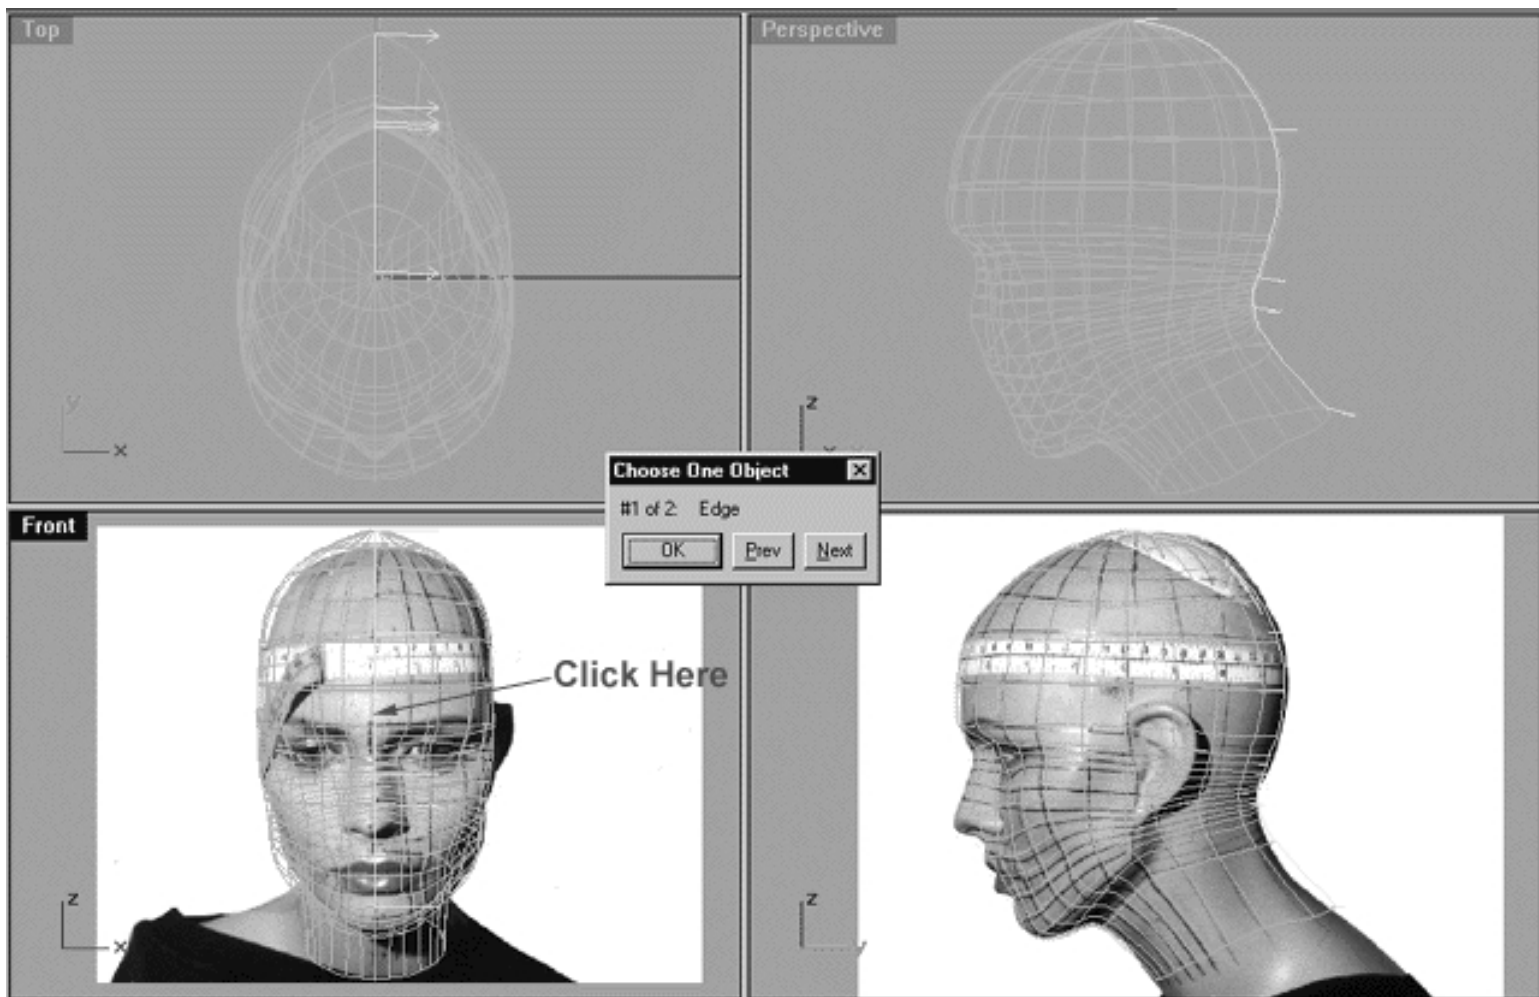 Top
Perspective
y
x
z
Choose One Object
#1 of 2: Edge
OK
Prev
Next
Front
Click Here
z
x
z
y